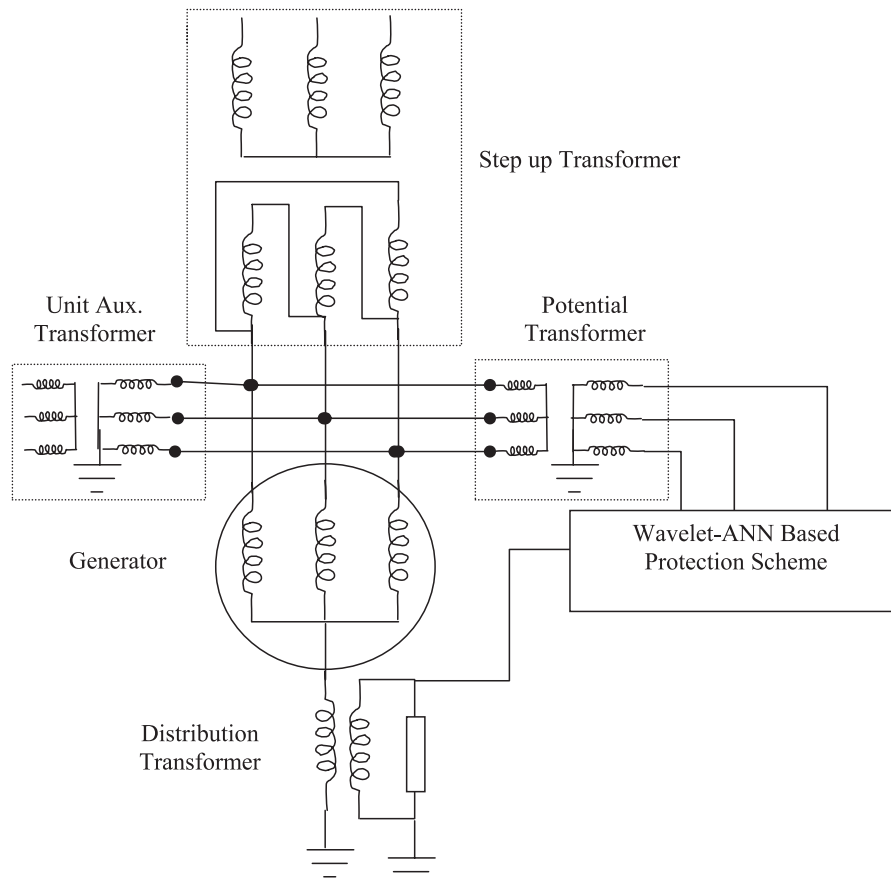 Step up Transformer
Unit Aux.
Transformer
Potential
Transformer
Wavelet-ANN Based
Protection Scheme
Generator
Distribution
Transformer